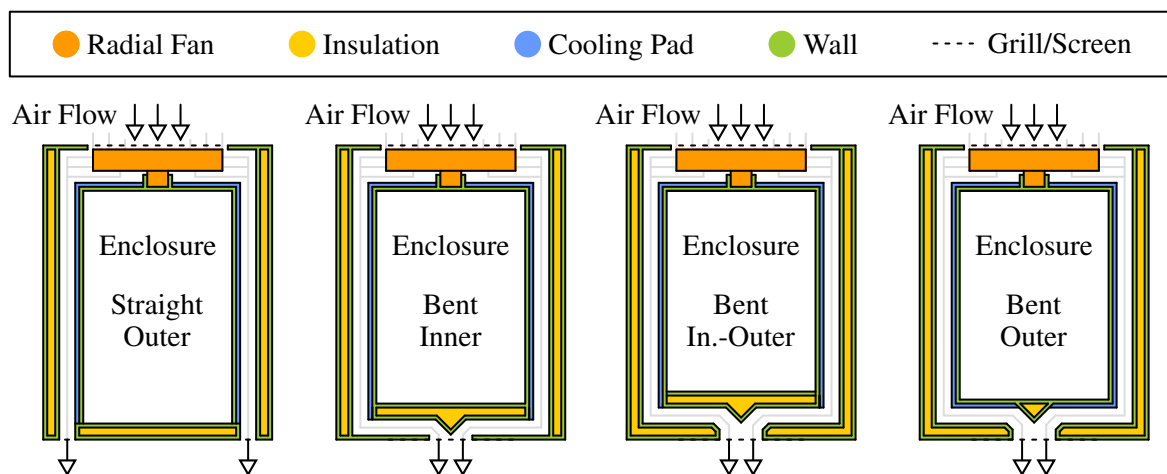 Radial Fan Insulation Cooling Pad Wall Grill/Screen
Air Flow Air Flow Air Flow Air Flow
Enclosure Enclosure Enclosure Enclosure
Straight Bent Bent Bent
Outer Inner In.-Outer Outer